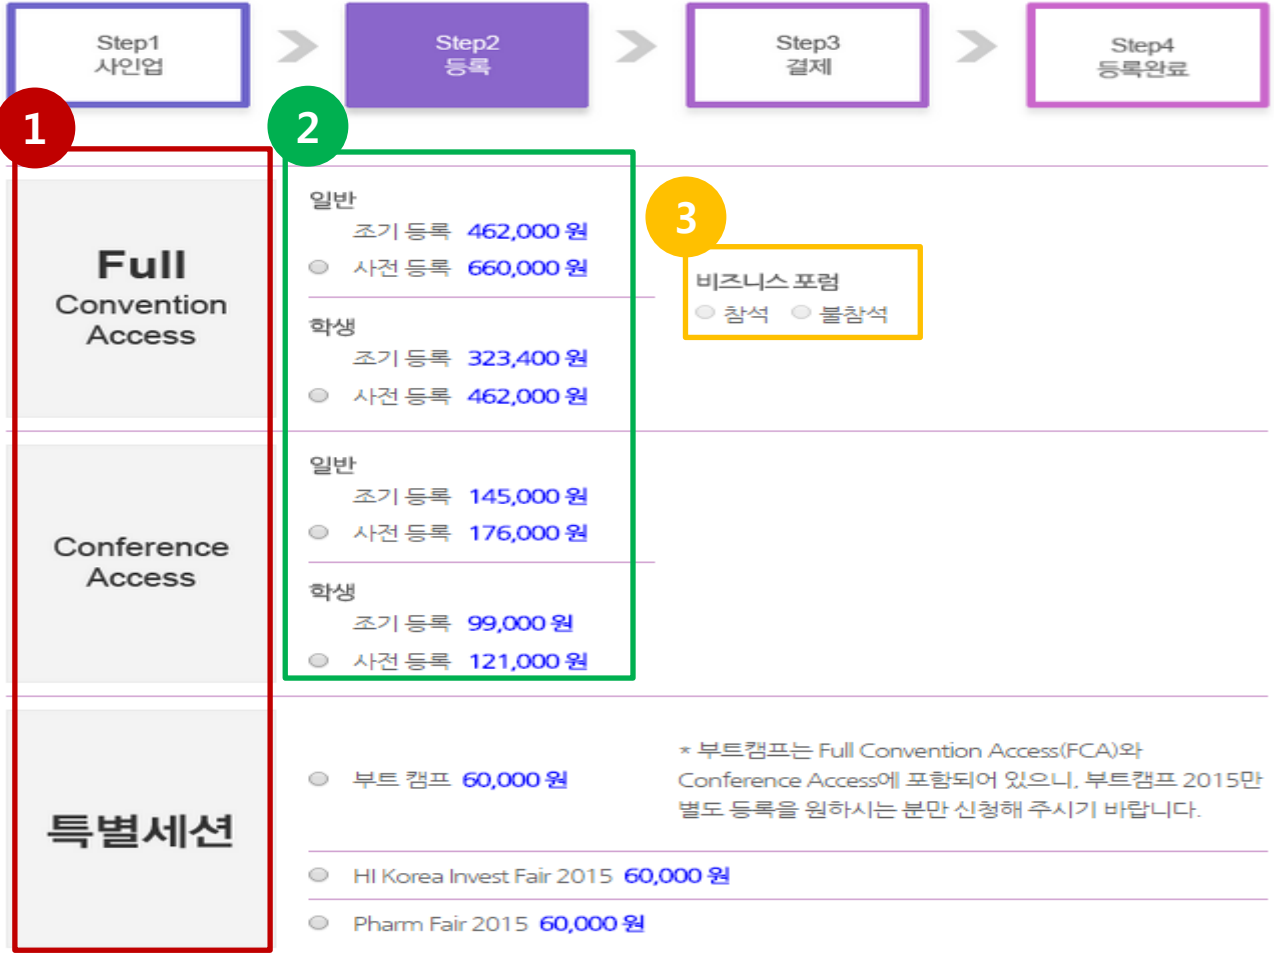 Step1
사인업
Step2
등록
Step3
결제
Step4
등록완료
1
2
3
Full
Convention
Access
일반
조기 등록 462,000 원
사전 등록 660,000 원
학생
조기 등록 323,400 원
사전 등록 462,000 원
비즈니스 포럼
참석 불참석
Conference
Access
일반
조기 등록 145,000 원
사전 등록 176,000 원
학생
조기 등록 99,000 원
사전 등록 121,000 원
특별세션
부트 캠프 60,000 원
* 부트캠프는 Full Convention Access(FCA)와
Conference Access에 포함되어 있으니, 부트캠프 2015만
별도 등록을 원하시는 분만 신청해 주시기 바랍니다.
HI Korea Invest Fair 2015 60,000 원
Pharm Fair 2015 60,000 원